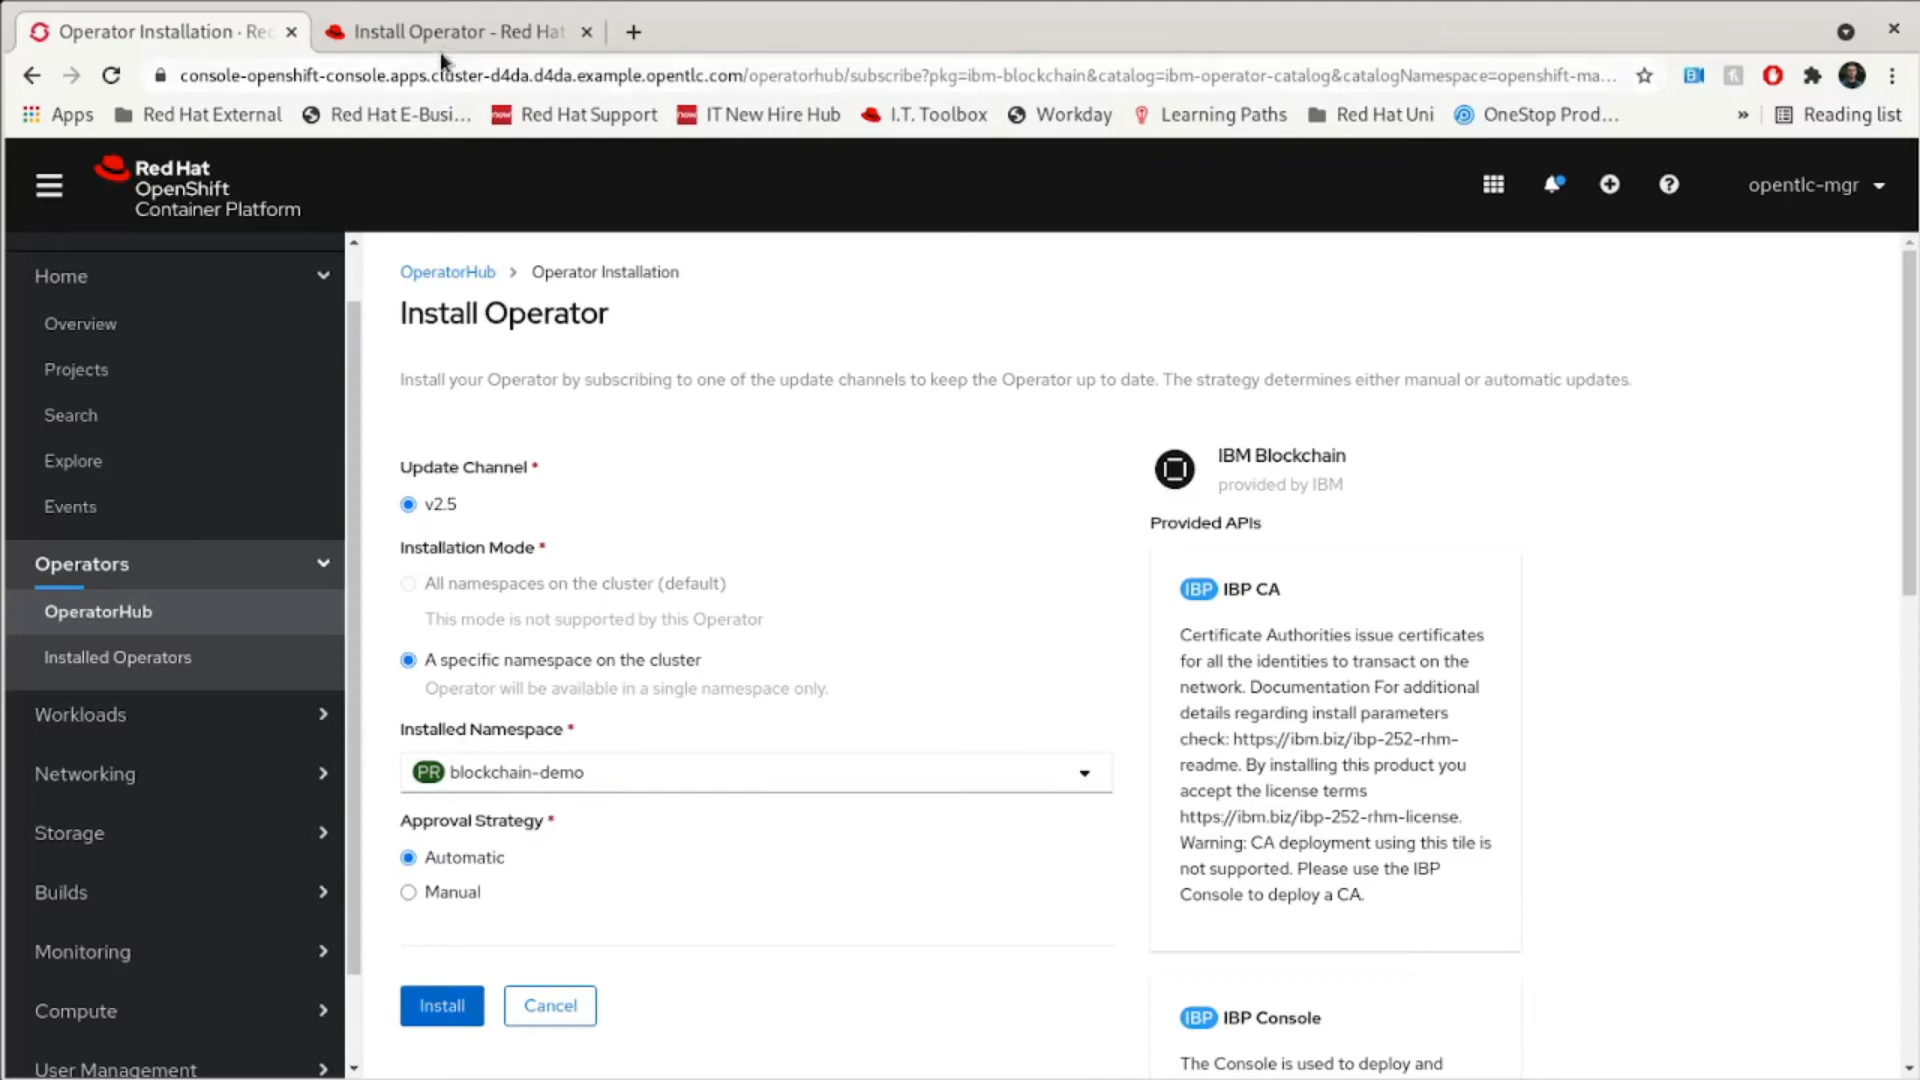 Operator Installation · Re
Install Operator - Red Hat
console-openshift-console.apps.cluster-d4da.d4da.example.opentlc.com/operatorhub/subscribe?pkg=ibm-blockchain&catalog=ibm-operator-catalog&catalogNamespace=openshift-ma...
Apps
Red Hat External
Red Hat E-Busi...
Red Hat Support
IT New Hire Hub
I.T. Toolbox
Workday
Learning Paths
Red Hat Uni
OneStop Prod...
»
Reading list
Red Hat
OpenShift
Container Platform
opentlc-mgr
Home
Overview
Projects
Search
Explore
Events
Operators
OperatorHub
Installed Operators
Workloads
Networking
Storage
Builds
Monitoring
Compute
User Management
OperatorHub > Operator Installation
Install Operator
Install your Operator by subscribing to one of the update channels to keep the Operator up to date. The strategy determines either manual or automatic updates.
Update Channel *
v2.5
Installation Mode *
All namespaces on the cluster (default)
This mode is not supported by this Operator
A specific namespace on the cluster
Operator will be available in a single namespace only.
Installed Namespace *
PR blockchain-demo
Approval Strategy *
Automatic
Manual
Install
Cancel
IBM Blockchain
provided by IBM
Provided APIs
IBP IBP CA
Certificate Authorities issue certificates
for all the identities to transact on the
network. Documentation For additional
details regarding install parameters
check: https://ibm.biz/ibp-252-rhm-
readme. By installing this product you
accept the license terms
https://ibm.biz/ibp-252-rhm-license.
Warning: CA deployment using this tile is
not supported. Please use the IBP
Console to deploy a CA.
IBP IBP Console
The Console is used to deploy and